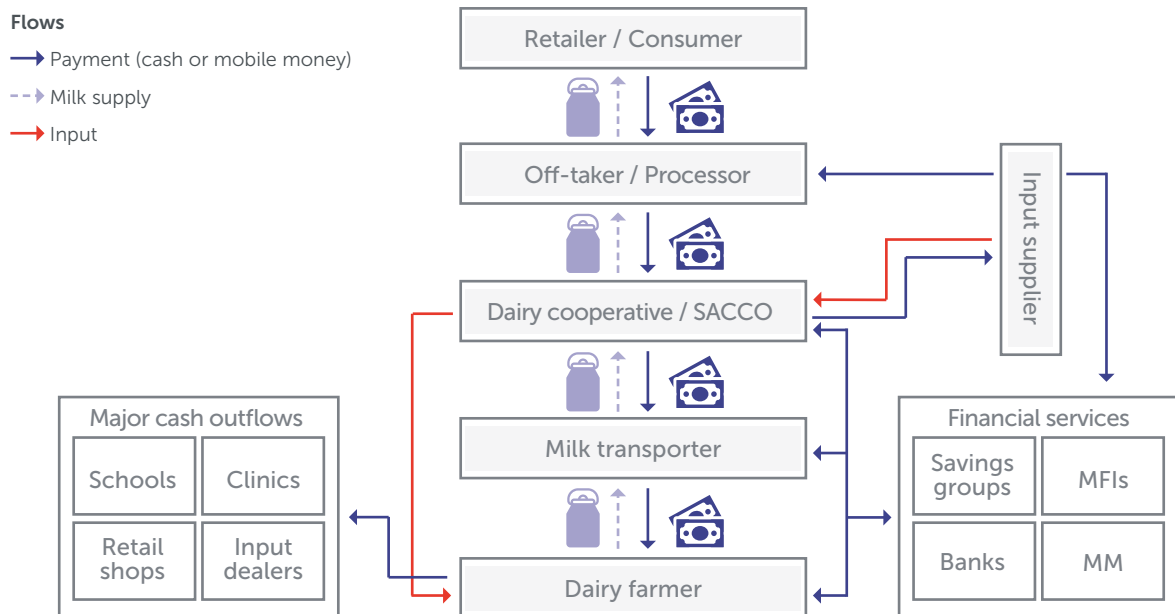 Flows
Payment (cash or mobile money)
Milk supply
Input
Retailer / Consumer
Off-taker / Processor
Input supplier
Dairy cooperative / SACCO
Major cash outflows
Schools
Clinics
Retail
shops
Input
dealers
Milk transporter
Dairy farmer
Financial services
Savings
groups
MFIs
Banks
MM